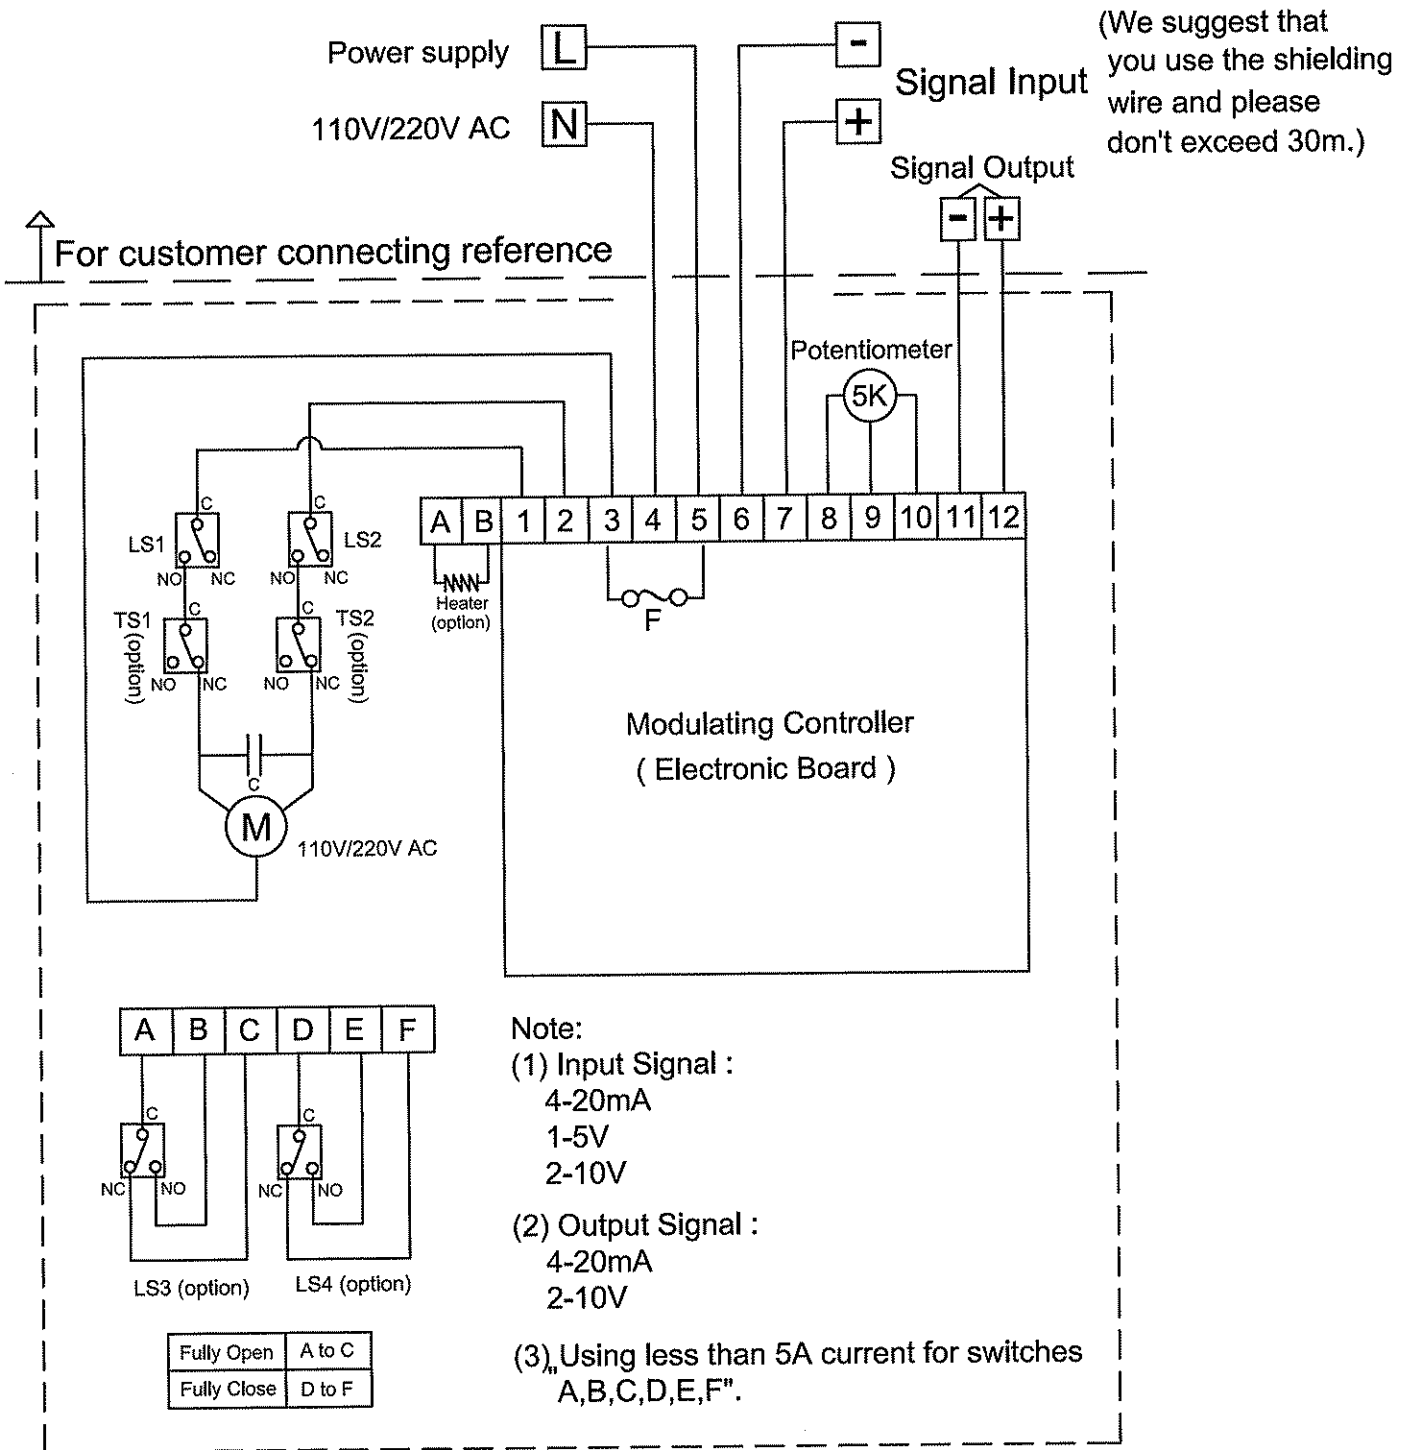 Power supply L
110V/220V AC N
-
+
Signal Input
(We suggest that
you use the shielding
wire and please
don't exceed 30m.)
Signal Output
- +
For customer connecting reference
Potentiometer
5K
A B 1 2 3 4 5 6 7 8 9 10 11 12
Heater
(option)
F
C
LS1
NO NC
C
LS2
NO NC
TS1
(option)
C
NO NC
TS2
(option)
C
NO NC
C
M
110V/220V AC
Modulating Controller
( Electronic Board )
A B C D E F
C
NC NO
C
NC NO
LS3 (option)
LS4 (option)
Fully Open A to C
Fully Close D to F
Note:
(1) Input Signal :
4-20mA
1-5V
2-10V
(2) Output Signal :
4-20mA
2-10V
(3)„Using less than 5A current for switches
A,B,C,D,E,F".